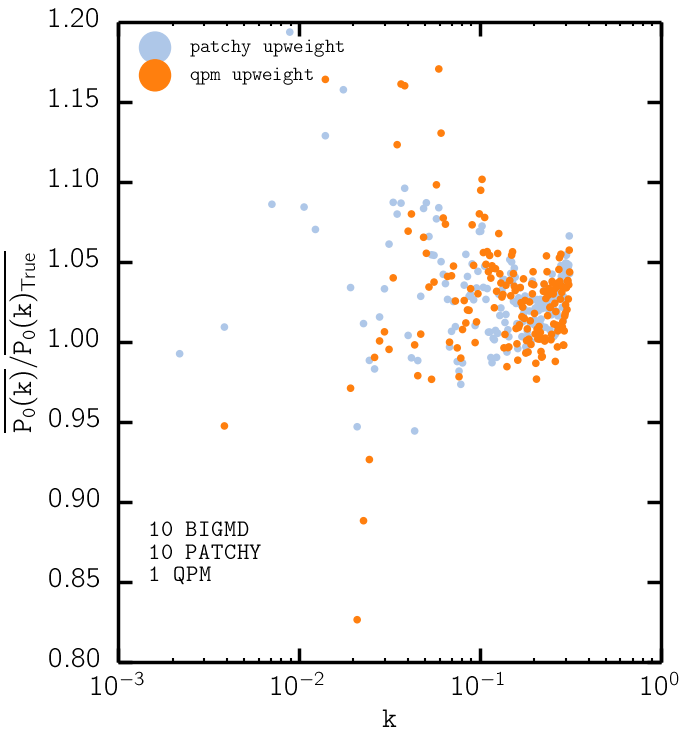 1.20
1.15
1.10
1.05
1.00
0.95
0.90
0.85
0.80
P₀(k)/P₀(k)True
patchy upweight
qpm upweight
10 BIGMD
10 PATCHY
1 QPM
10⁻³
10⁻²
10⁻¹
10⁰
k